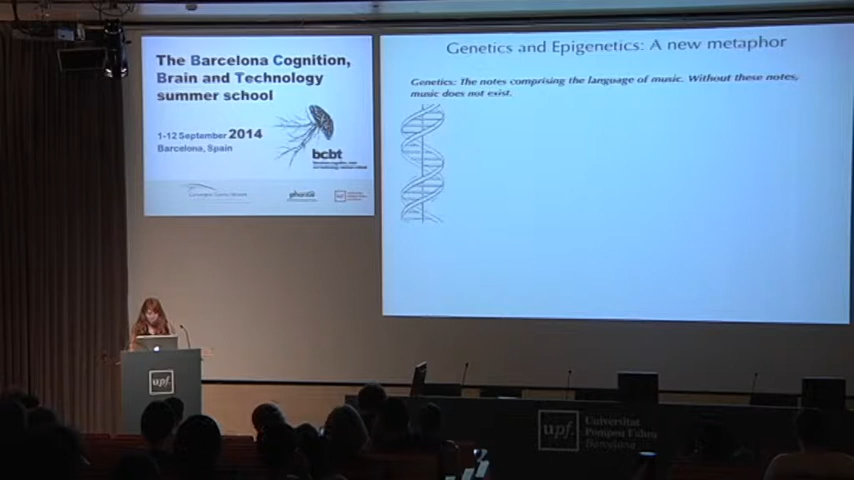 The Barcelona Cognition,
Brain and Technology
summer school
1-12 September 2014
Barcelona, Spain
bcbt
Genetics and Epigenetics: A new metaphor
Genetics: The notes comprising the language of music. Without these notes,
music does not exist.
upf.
upf.
Universitat
Pompeu Fabra
Barcelona